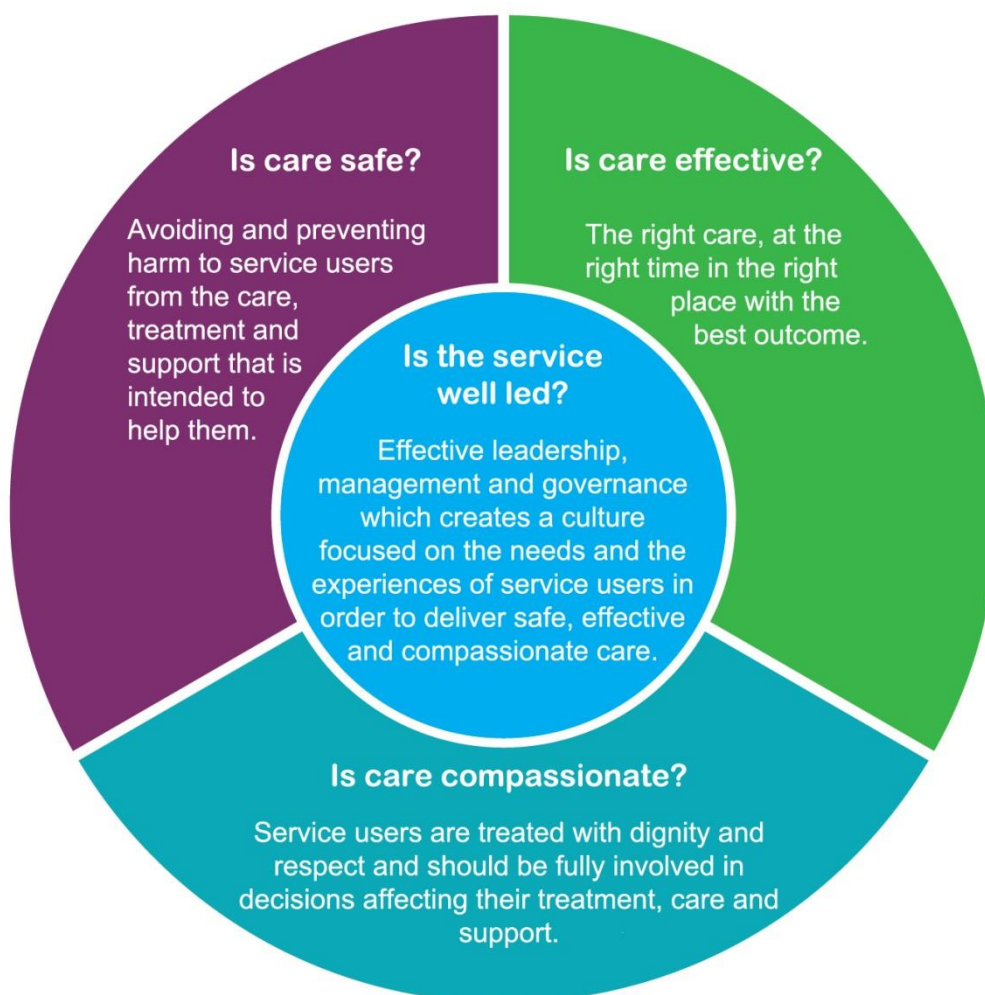 Is care safe?
Avoiding and preventing
harm to service users
from the care,
treatment and
support that is
intended to
help them.
Is care effective?
The right care, at the
right time in the right
place with the
best outcome.
Is the service
well led?
Effective leadership,
management and governance
which creates a culture
focused on the needs and the
experiences of service users in
order to deliver safe, effective
and compassionate care.
Is care compassionate?
Service users are treated with dignity and
respect and should be fully involved in
decisions affecting their treatment, care and
support.